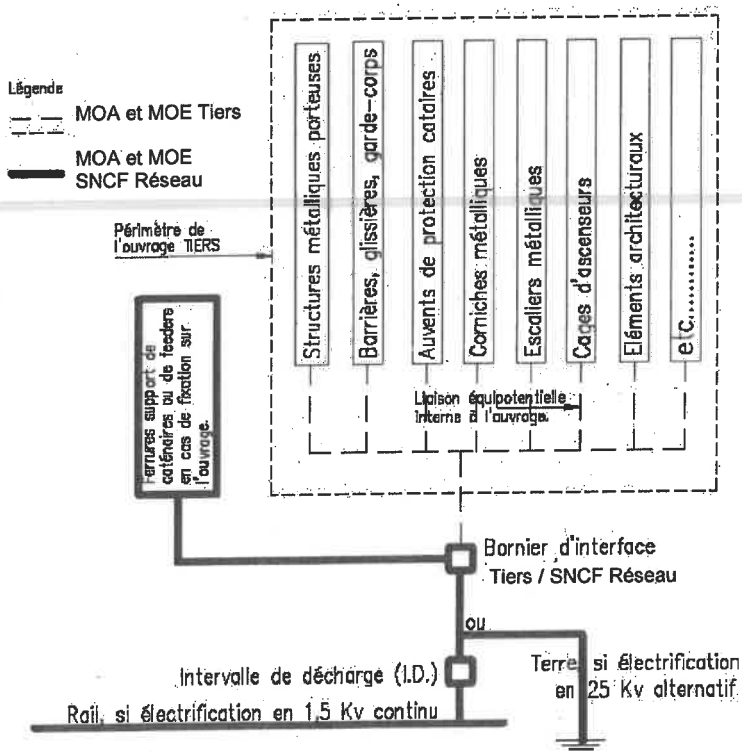 Légende
MOA et MOE Tiers
MOA et MOE
SNCF Réseau
Périmètre de
l'ouvrage TIERS
Structures métalliques porteuses
Barrières, glissières, garde-corps
Auvents de protection cataires
Corniches métalliques
Escaliers métalliques
Cages d'ascenseurs
Eléments architecturaux
etc............
Liaison équipotentielle
interne à l'ouvrage.
Ferrures support de
caténaires ou de feeders
en cas de fixation sur
l'ouvrage.
Bornier d'interface
Tiers / SNCF Réseau
ou
Intervalle de décharge (I.D.)
Rail, si électrification en 1,5 Kv continu
Terre, si électrification
en 25 Kv alternatif